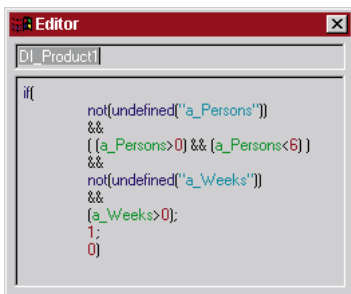 Editor
DI_Product1
if(
not(undefined("a_Persons"))
&&
( (a_Persons>0) && (a_Persons<6) )
&&
not(undefined("a_Weeks"))
&&
(a_Weeks>0);
1;
0)